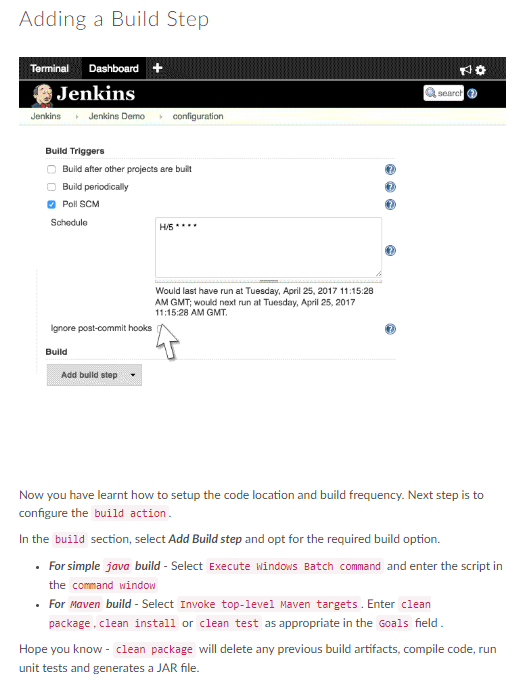 Adding a Build Step
Terminal Dashboard +
Jenkins search ?
Jenkins › Jenkins Demo › configuration
Build Triggers
Build after other projects are built ?
Build periodically ?
Poll SCM ?
Schedule
H/5 * * * *
?
Would last have run at Tuesday, April 25, 2017 11:15:28
AM GMT; would next run at Tuesday, April 25, 2017
11:15:28 AM GMT.
Ignore post-commit hooks ?
Build
Add build step
Now you have learnt how to setup the code location and build frequency. Next step is to
configure the build action.
In the build section, select Add Build step and opt for the required build option.
• For simple java build - Select Execute Windows Batch command and enter the script in
the command window
• For Maven build - Select Invoke top-level Maven targets. Enter clean
package, clean install or clean test as appropriate in the Goals field.
Hope you know - clean package will delete any previous build artifacts, compile code, run
unit tests and generates a JAR file.